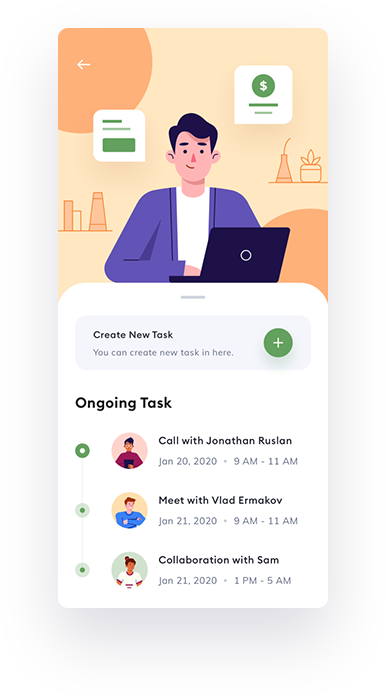 $
Create New Task
You can create new task in here.
Ongoing Task
Call with Jonathan Ruslan
Jan 20, 2020 • 9 AM - 11 AM
Meet with Vlad Ermakov
Jan 21, 2020 • 9 AM - 11 AM
Collaboration with Sam
Jan 21, 2020 • 1 PM - 5 AM